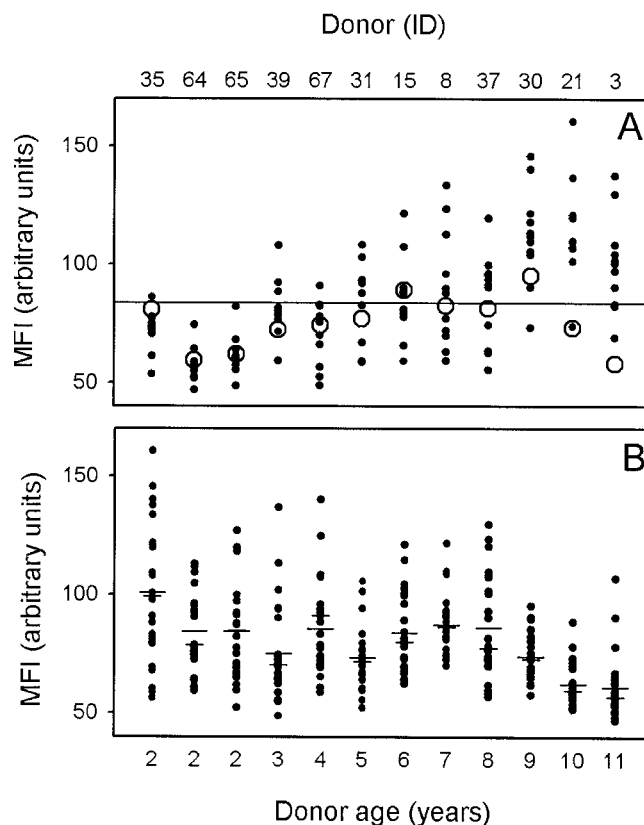 Donor (ID)
35 64 65 39 67 31 15 8 37 30 21 3
A
MFI (arbitrary units)
150
100
50
B
MFI (arbitrary units)
150
100
50
2 2 2 3 4 5 6 7 8 9 10 11
Donor age (years)